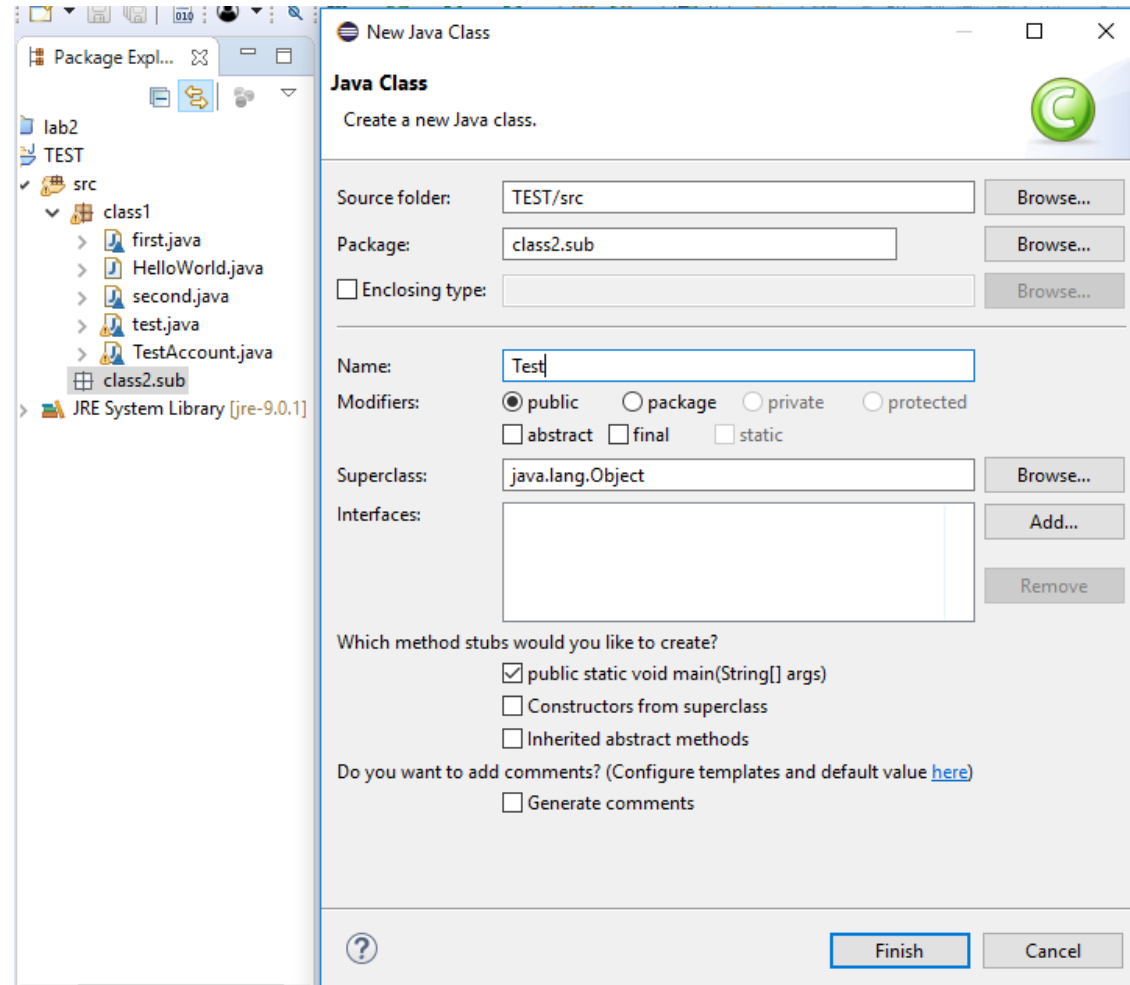 010
Package Expl...
lab2
TEST
src
class1
first.java
HelloWorld.java
second.java
test.java
TestAccount.java
class2.sub
JRE System Library [jre-9.0.1]
New Java Class
Java Class
Create a new Java class.
Source folder: TEST/src Browse...
Package: class2.sub Browse...
Enclosing type: Browse...
Name: Test
Modifiers: public package private protected
abstract final static
Superclass: java.lang.Object Browse...
Interfaces: Add...
Remove
Which method stubs would you like to create?
public static void main(String[] args)
Constructors from superclass
Inherited abstract methods
Do you want to add comments? (Configure templates and default value here)
Generate comments
? Finish Cancel